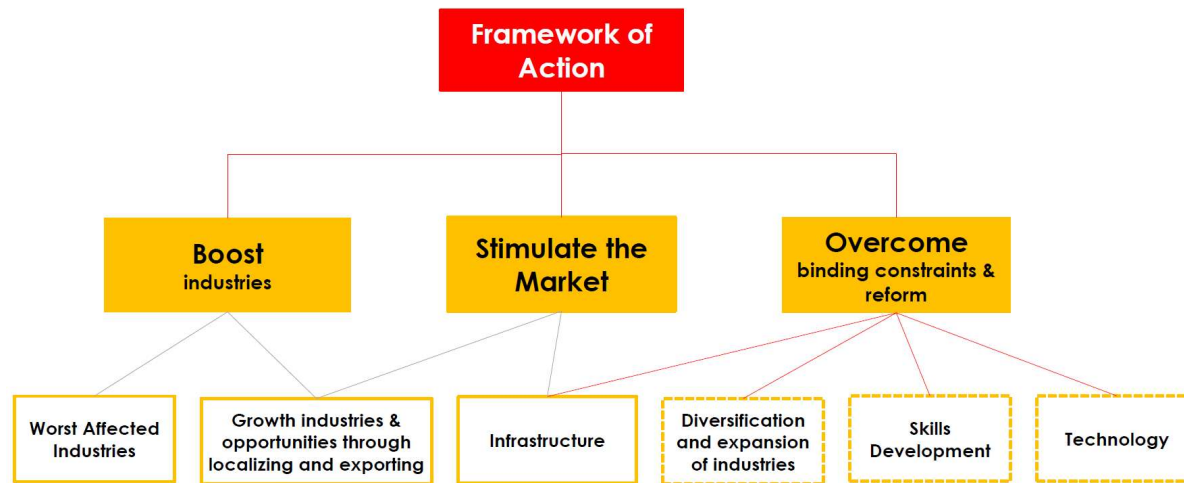 Framework of
Action
Boost
industries
Stimulate the
Market
Overcome
binding constraints &
reform
Worst Affected
Industries
Growth industries &
opportunities through
localizing and exporting
Infrastructure
Diversification
and expansion
of industries
Skills
Development
Technology